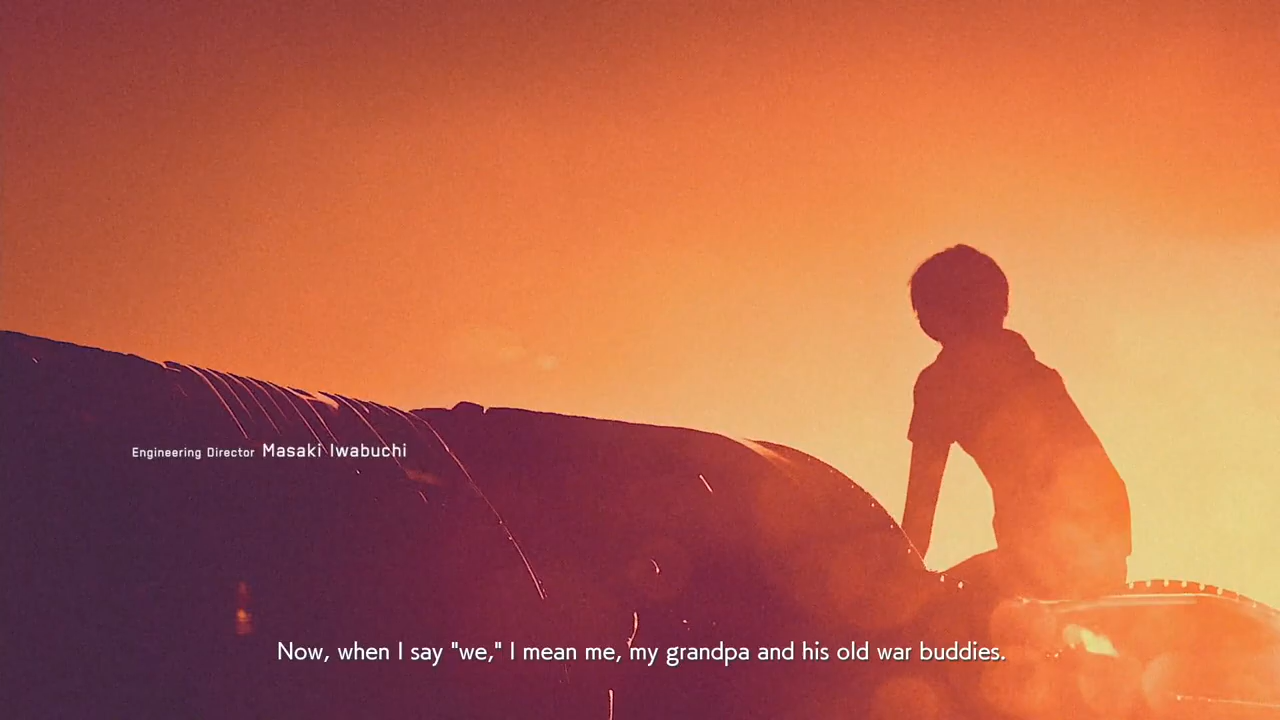 Engineering Director Masaki Iwabuchi
Now, when I say "we," I mean me, my grandpa and his old war buddies.